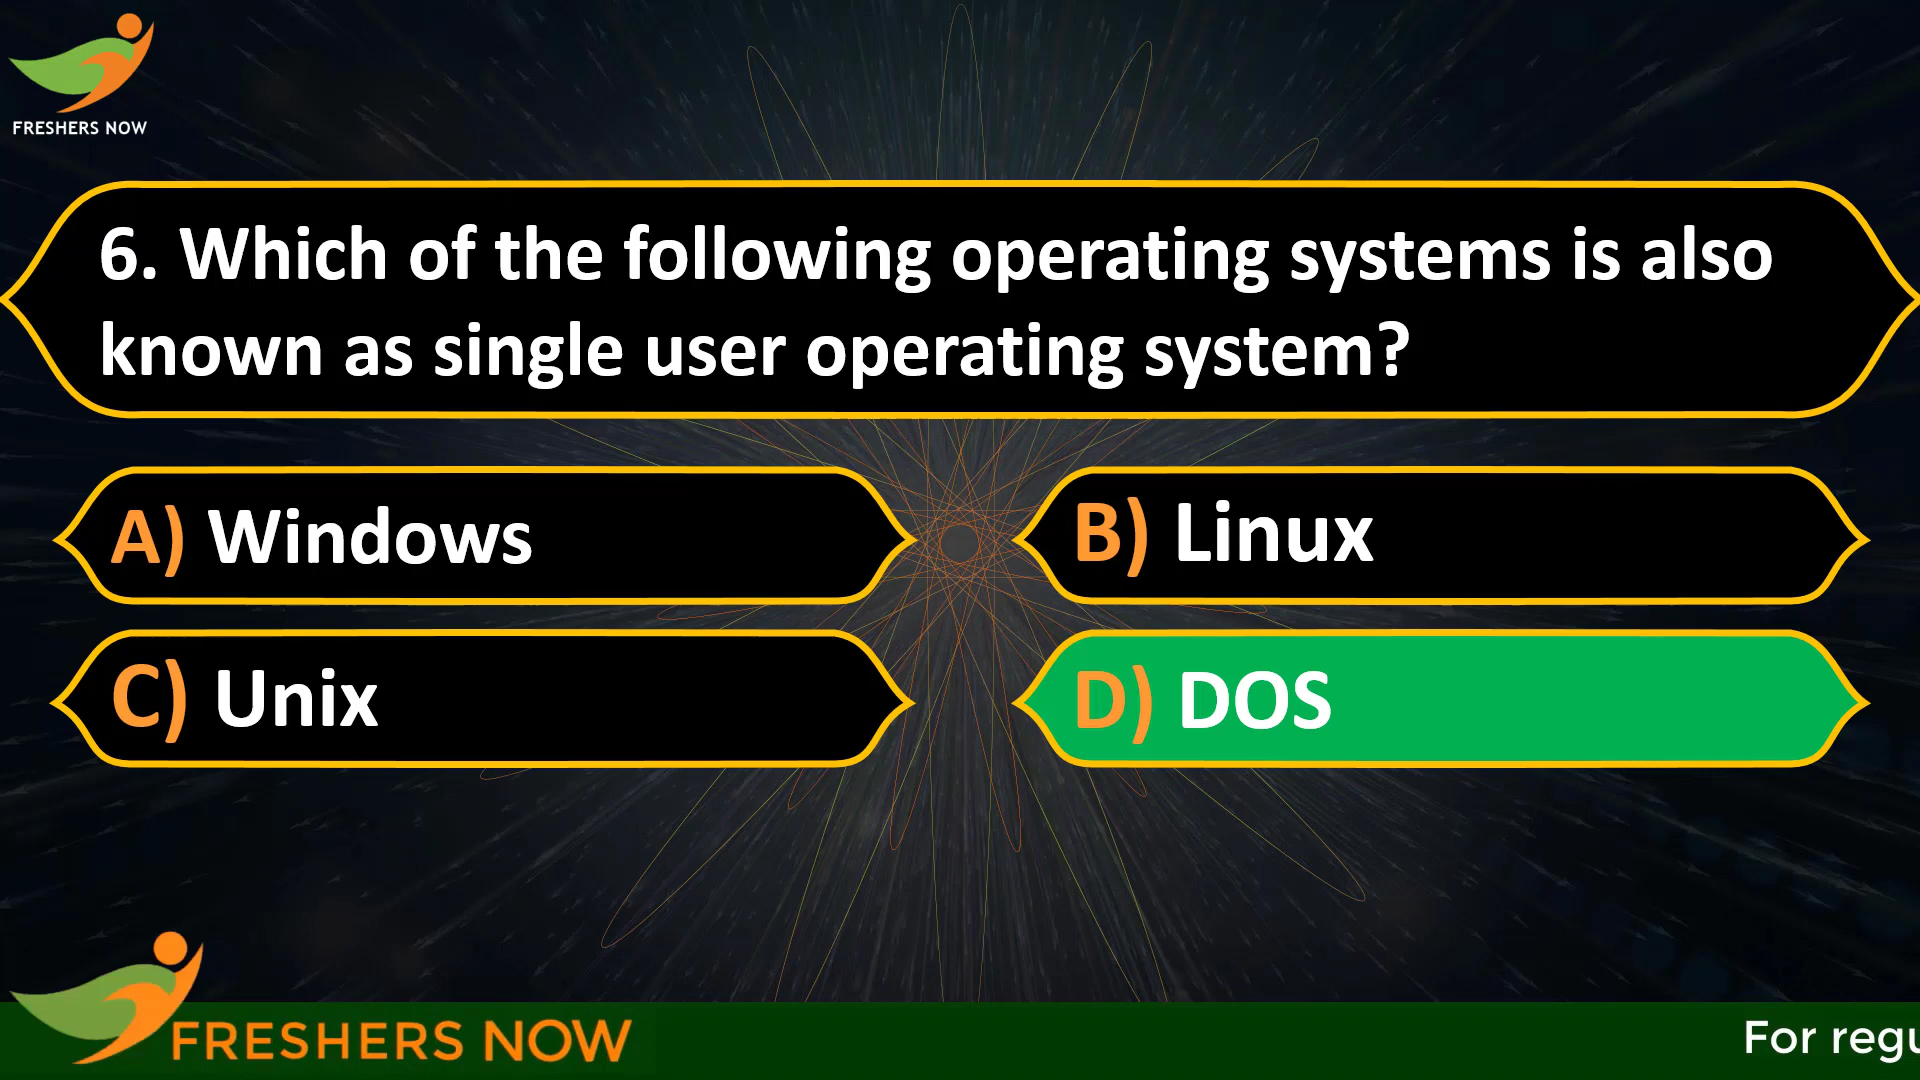 FRESHERS NOW
6. Which of the following operating systems is also
known as single user operating system?
A) Windows
B) Linux
C) Unix
D) DOS
FRESHERS NOW
For regu